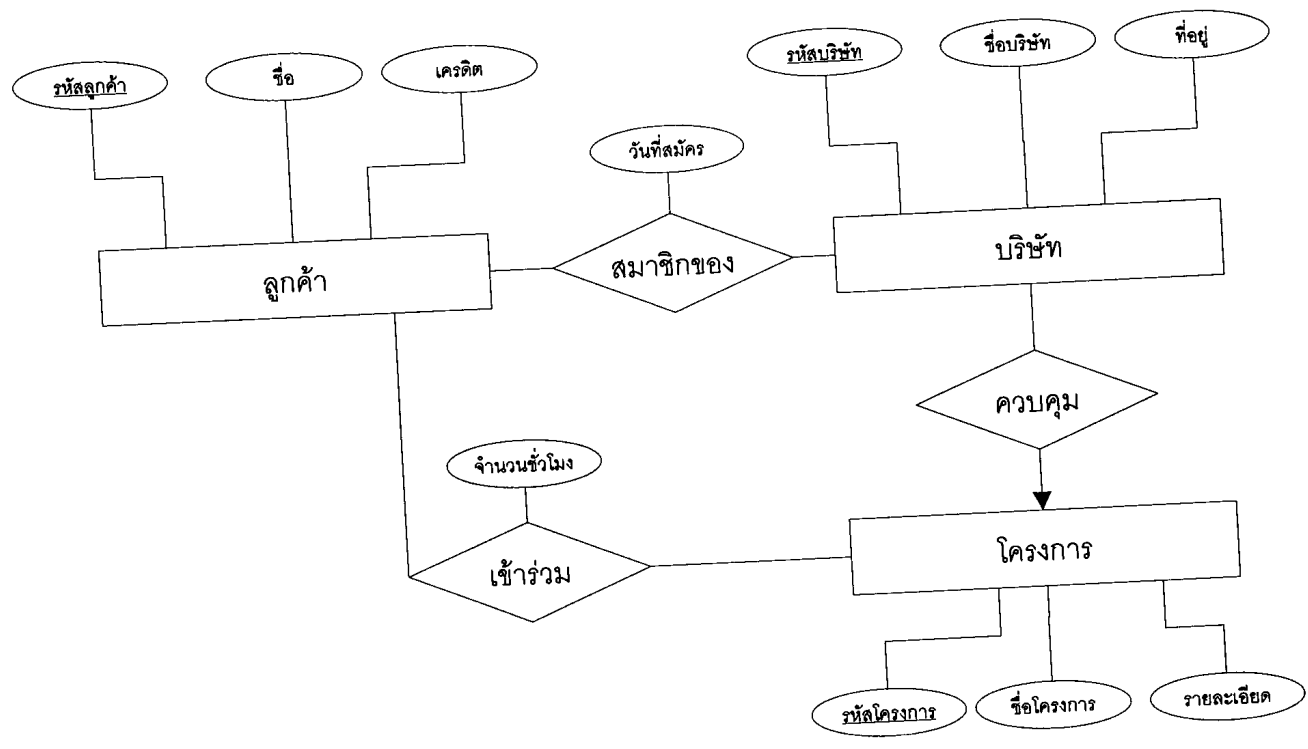 รหัสลูกค้า
ชื่อ
เครดิต
รหัสบริษัท
ชื่อบริษัท
ที่อยู่
วันที่สมัคร
ลูกค้า
สมาชิกของ
บริษัท
ควบคุม
จำนวนชั่วโมง
เข้าร่วม
โครงการ
รหัสโครงการ
ชื่อโครงการ
รายละเอียด